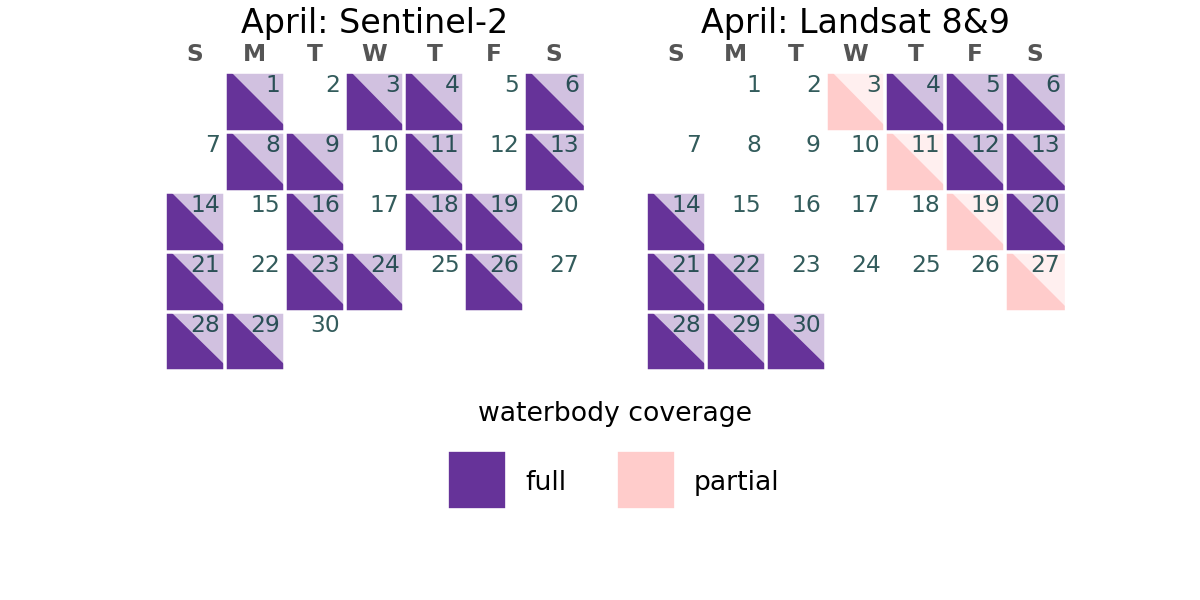 April: Sentinel-2
S M T W T F S
1 2 3 4 5 6
7 8 9 10 11 12 13
14 15 16 17 18 19 20
21 22 23 24 25 26 27
28 29 30
April: Landsat 8&9
S M T W T F S
1 2 3 4 5 6
7 8 9 10 11 12 13
14 15 16 17 18 19 20
21 22 23 24 25 26 27
28 29 30
waterbody coverage
full partial